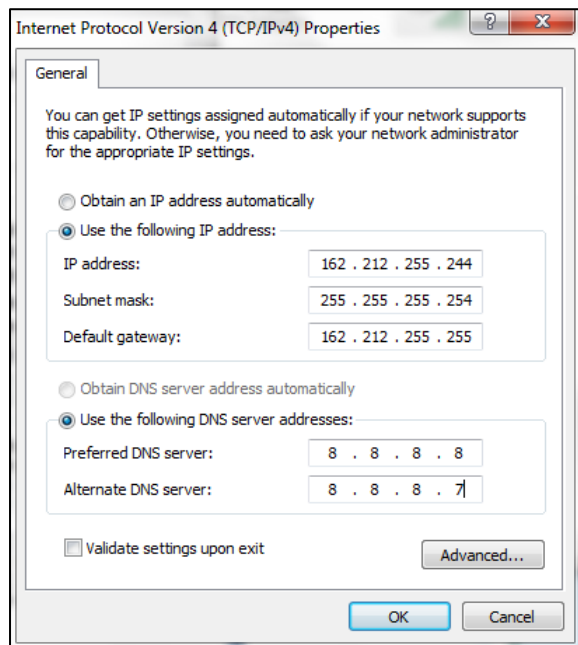 Internet Protocol Version 4 (TCP/IPv4) Properties
?
X
General
You can get IP settings assigned automatically if your network supports
this capability. Otherwise, you need to ask your network administrator
for the appropriate IP settings.
Obtain an IP address automatically
Use the following IP address:
IP address: 162 . 212 . 255 . 244
Subnet mask: 255 . 255 . 255 . 254
Default gateway: 162 . 212 . 255 . 255
Obtain DNS server address automatically
Use the following DNS server addresses:
Preferred DNS server: 8 . 8 . 8 . 8
Alternate DNS server: 8 . 8 . 8 . 7
Validate settings upon exit
Advanced...
OK Cancel